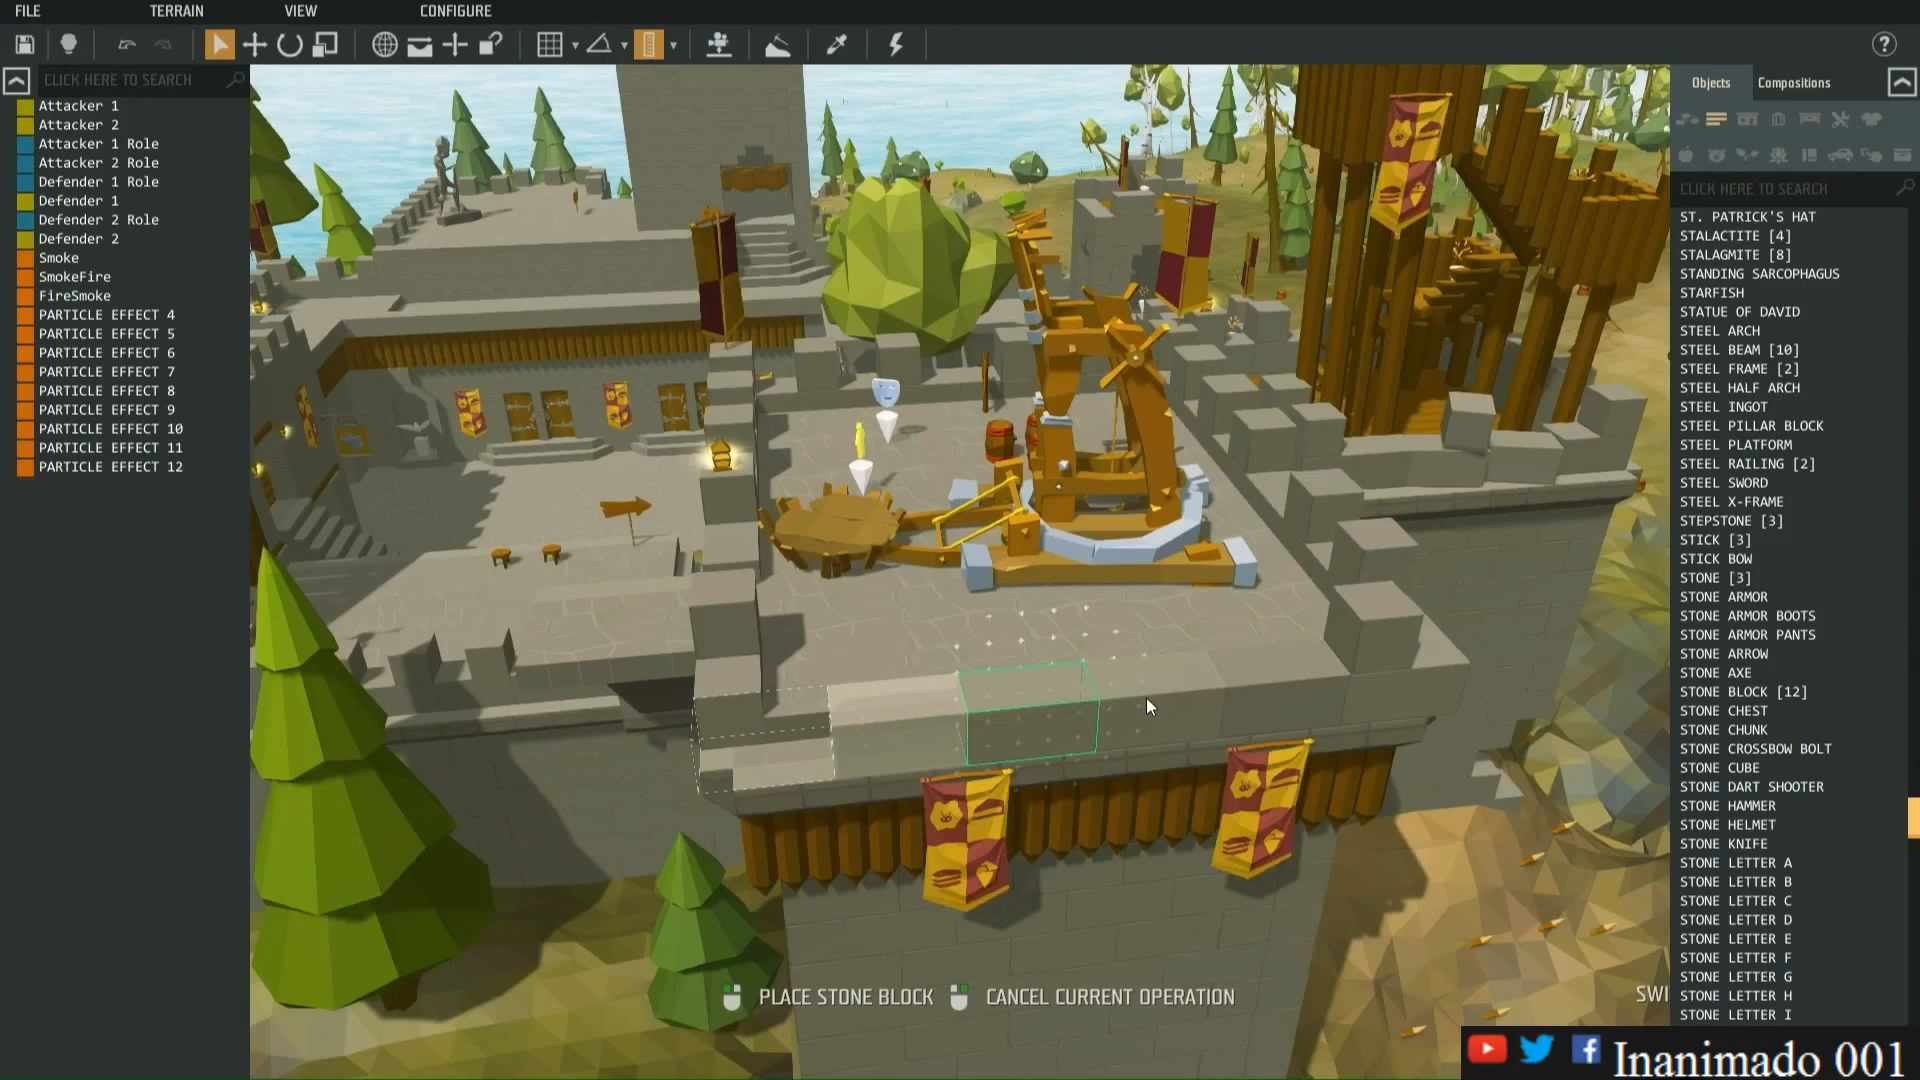 FILE
TERRAIN
VIEW
CONFIGURE
CLICK HERE TO SEARCH
Attacker 1
Attacker 2
Attacker 1 Role
Attacker 2 Role
Defender 1 Role
Defender 1
Defender 2 Role
Defender 2
Smoke
SmokeFire
FireSmoke
PARTICLE EFFECT 4
PARTICLE EFFECT 5
PARTICLE EFFECT 6
PARTICLE EFFECT 7
PARTICLE EFFECT 8
PARTICLE EFFECT 9
PARTICLE EFFECT 10
PARTICLE EFFECT 11
PARTICLE EFFECT 12
PLACE STONE BLOCK
CANCEL CURRENT OPERATION
SWI
Objects
Compositions
CLICK HERE TO SEARCH
ST. PATRICK'S HAT
STALACTITE [4]
STALAGMITE [8]
STANDING SARCOPHAGUS
STARFISH
STATUE OF DAVID
STEEL ARCH
STEEL BEAM [10]
STEEL FRAME [2]
STEEL HALF ARCH
STEEL INGOT
STEEL PILLAR BLOCK
STEEL PLATFORM
STEEL RAILING [2]
STEEL SWORD
STEEL X-FRAME
STEPSTONE [3]
STICK [3]
STICK BOW
STONE [3]
STONE ARMOR
STONE ARMOR BOOTS
STONE ARMOR PANTS
STONE ARROW
STONE AXE
STONE BLOCK [12]
STONE CHEST
STONE CHUNK
STONE CROSSBOW BOLT
STONE CUBE
STONE DART SHOOTER
STONE HAMMER
STONE HELMET
STONE KNIFE
STONE LETTER A
STONE LETTER B
STONE LETTER C
STONE LETTER D
STONE LETTER E
STONE LETTER F
STONE LETTER G
STONE LETTER H
STONE LETTER I
Inanimado 001